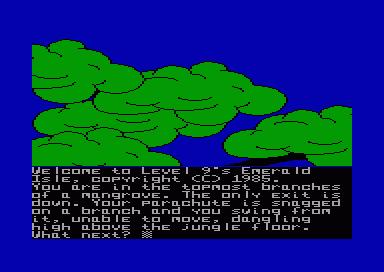 Welcome to Level 9's Emerald
Isle, copyright (C) 1985.
You are in the topmost branches
of a mangrove. The only exit is
down. Your parachute is snagged
on a branch and you swing from
it, unable to move, dangling
high above the jungle floor.
What next?